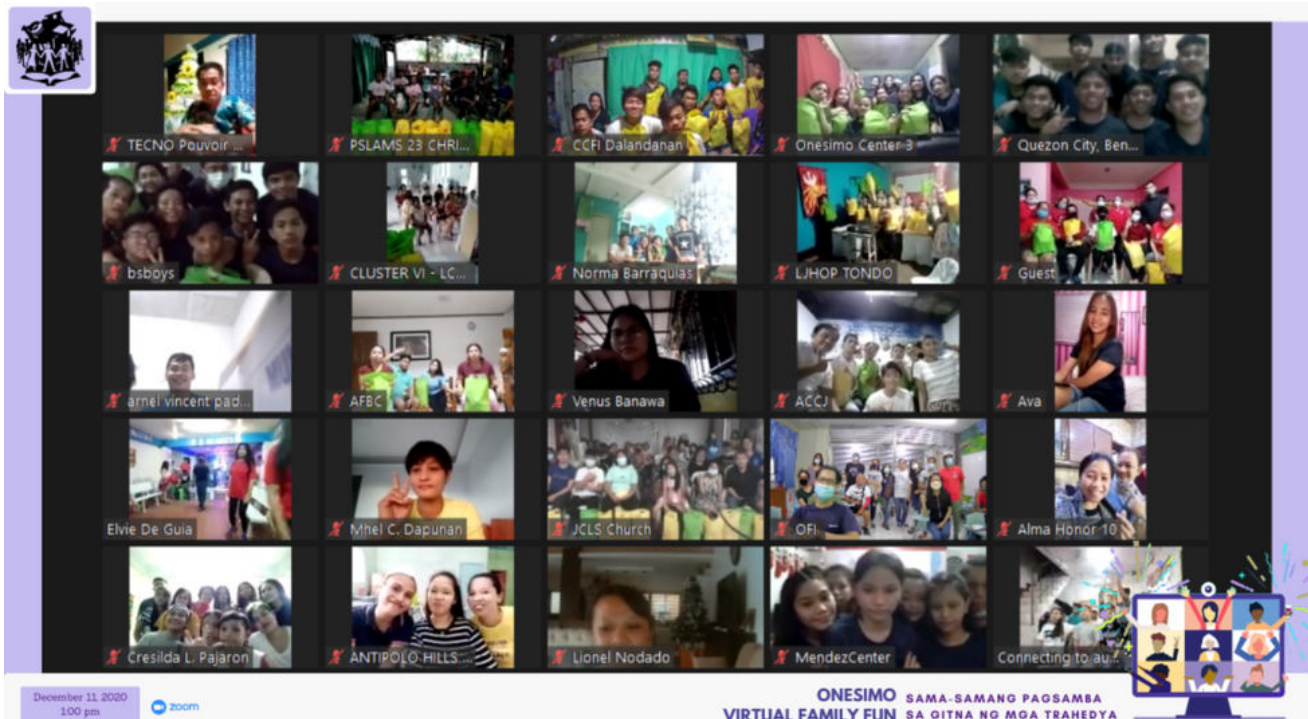 TECNO Pouvoir ...
PSLAMS 23 CHRI...
CCFI Dalandanan
Onesimo Center 3
Quezon City, Ben...
bsboys
CLUSTER VI - LC...
Norma Barraquias
LJHOP TONDO
Guest
arnel vincent pad...
AFBC
Venus Banawa
ACCJ
Ava
Elvie De Guia
Mhel C. Dapunan
JCLS Church
OFI
Alma Honor 10
Cresilda L. Pajaron
ANTIPOLO HILLS ...
Lionel Nodado
MendezCenter
Connecting to au...
December 11, 2020
1:00 pm
zoom
ONESIMO
VIRTUAL FAMILY FUN
SAMA-SAMANG PAGSAMBA
SA GITNA NG MGA TRAHEDYA